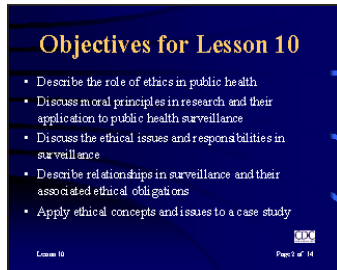 Objectives for Lesson 10
• Describe the role of ethics in public health
• Discuss moral principles in research and their
application to public health surveillance
• Discuss the ethical issues and responsibilities in
surveillance
• Describe relationships in surveillance and their
associated ethical obligations
• Apply ethical concepts and issues to a case study
CDC
Lesson 10
Page 2 of 14